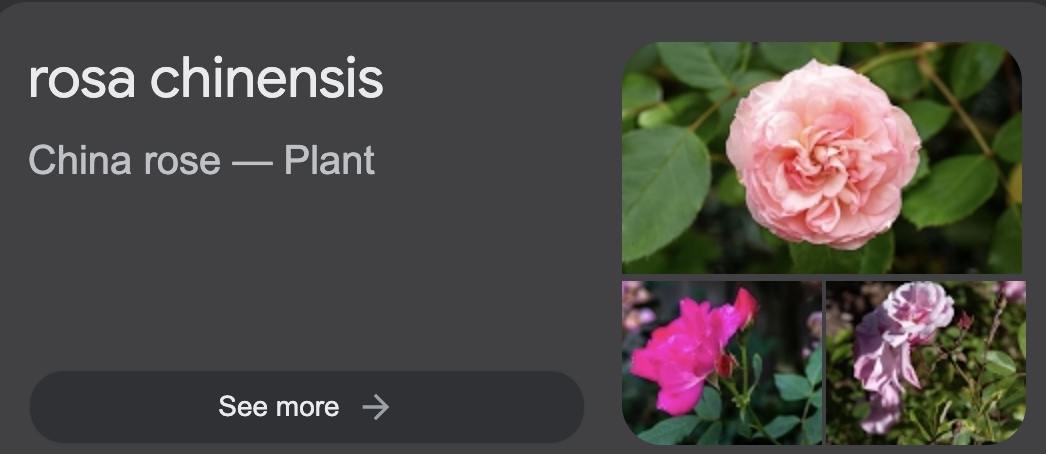 rosa chinensis
China rose — Plant
See more